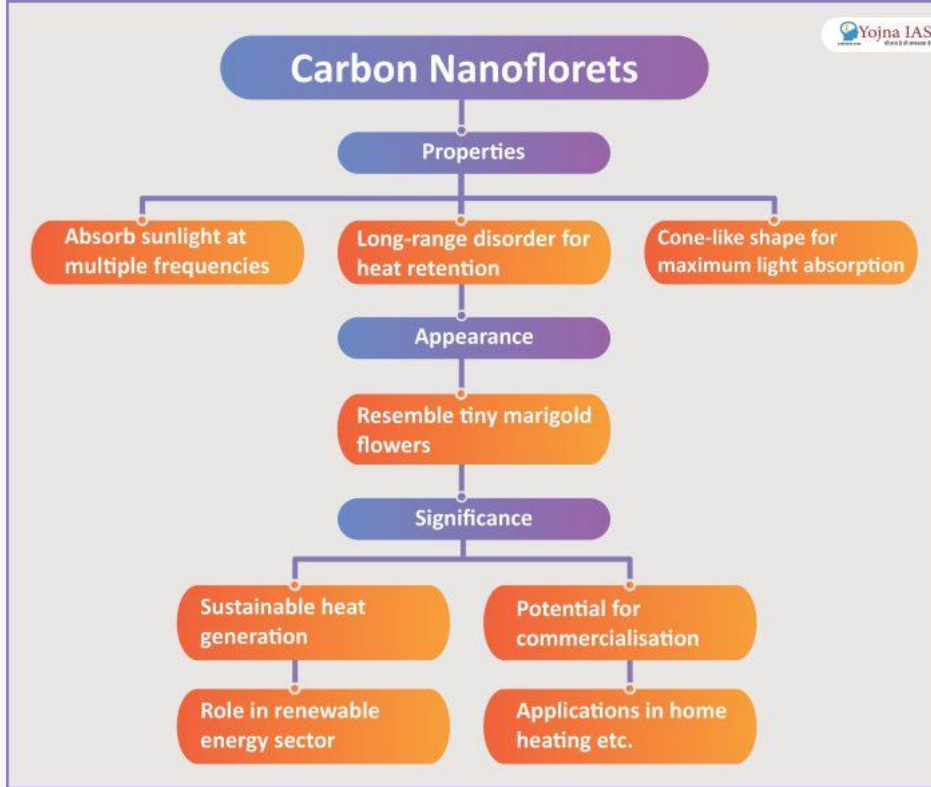 Yojna IAS
Carbon Nanoflorets
Properties
Absorb sunlight at
multiple frequencies
Long-range disorder for
heat retention
Cone-like shape for
maximum light absorption
Appearance
Resemble tiny marigold
flowers
Significance
Sustainable heat
generation
Potential for
commercialisation
Role in renewable
energy sector
Applications in home
heating etc.